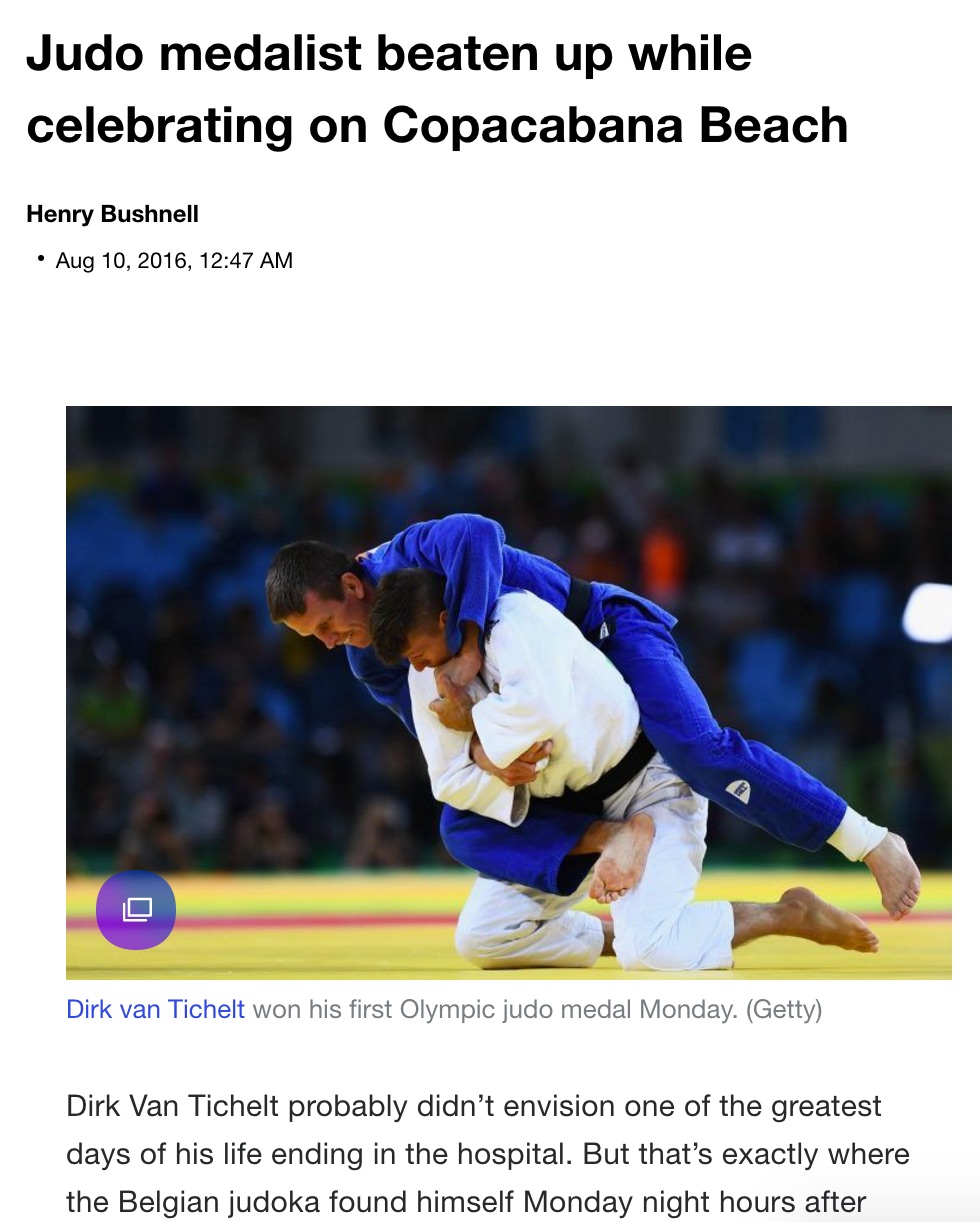 Judo medalist beaten up while
celebrating on Copacabana Beach
Henry Bushnell
• Aug 10, 2016, 12:47 AM
Dirk van Tichelt won his first Olympic judo medal Monday. (Getty)
Dirk Van Tichelt probably didn’t envision one of the greatest
days of his life ending in the hospital. But that’s exactly where
the Belgian judoka found himself Monday night hours after